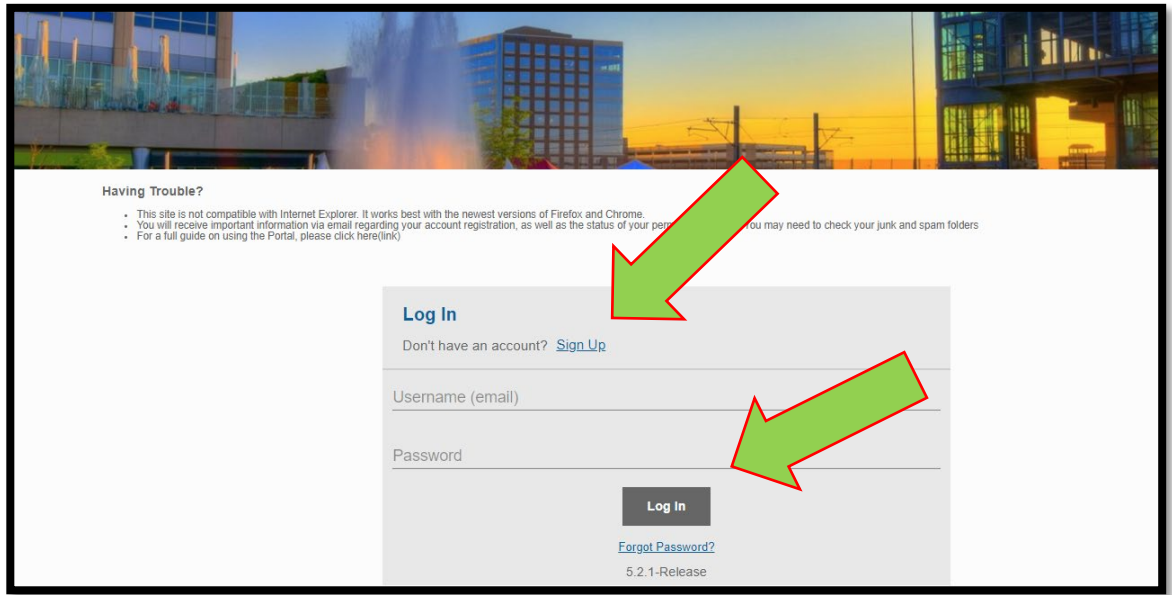 Having Trouble?
This site is not compatible with Internet Explorer. It works best with the newest versions of Firefox and Chrome.
You will receive important information via email regarding your account registration, as well as the status of your ou may need to check your junk and spam folders
For a full guide on using the Portal, please click here(link)
Log In
Don't have an account? Sign Up
Username (email)
Password
Log In
Forgot Password?
5.2.1-Release